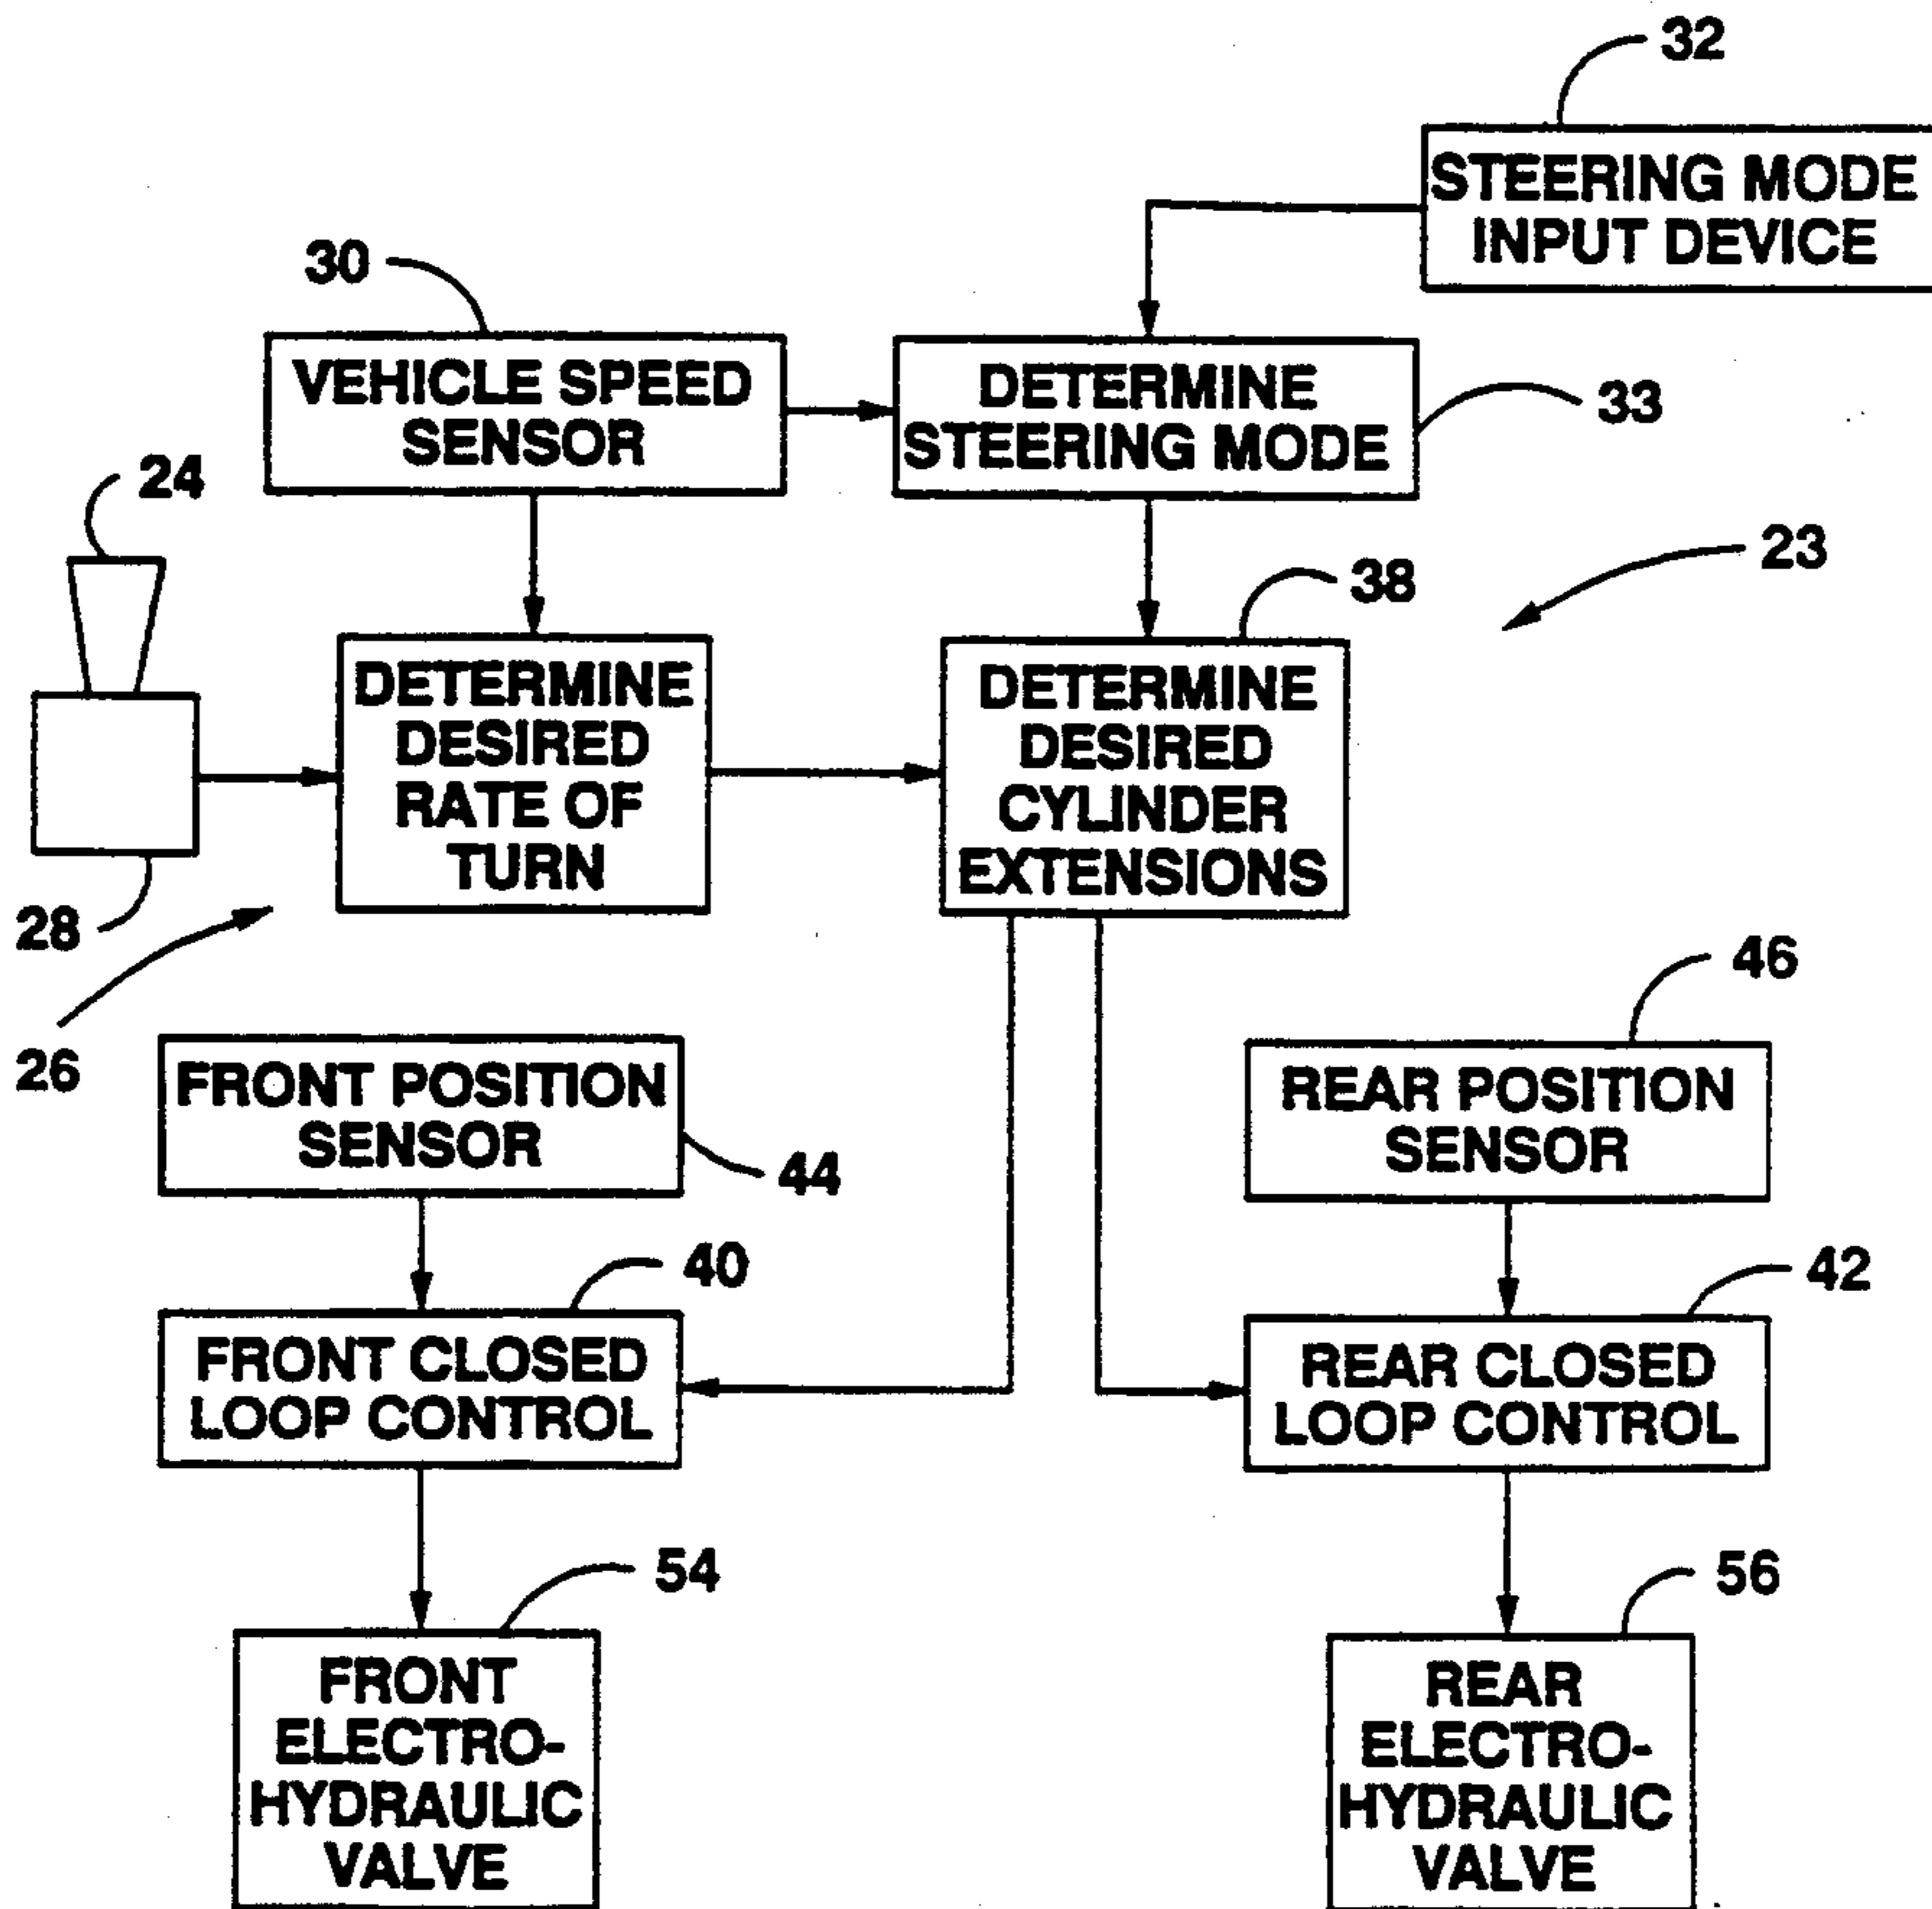 32
STEERING MODE
INPUT DEVICE
30
VEHICLE SPEED
SENSOR
DETERMINE
STEERING MODE
33
24
23
38
DETERMINE
DESIRED
RATE OF
TURN
DETERMINE
DESIRED
CYLINDER
EXTENSIONS
28
26
46
FRONT POSITION
SENSOR
44
REAR POSITION
SENSOR
40
42
FRONT CLOSED
LOOP CONTROL
REAR CLOSED
LOOP CONTROL
54
56
FRONT
ELECTRO-
HYDRAULIC
VALVE
REAR
ELECTRO-
HYDRAULIC
VALVE